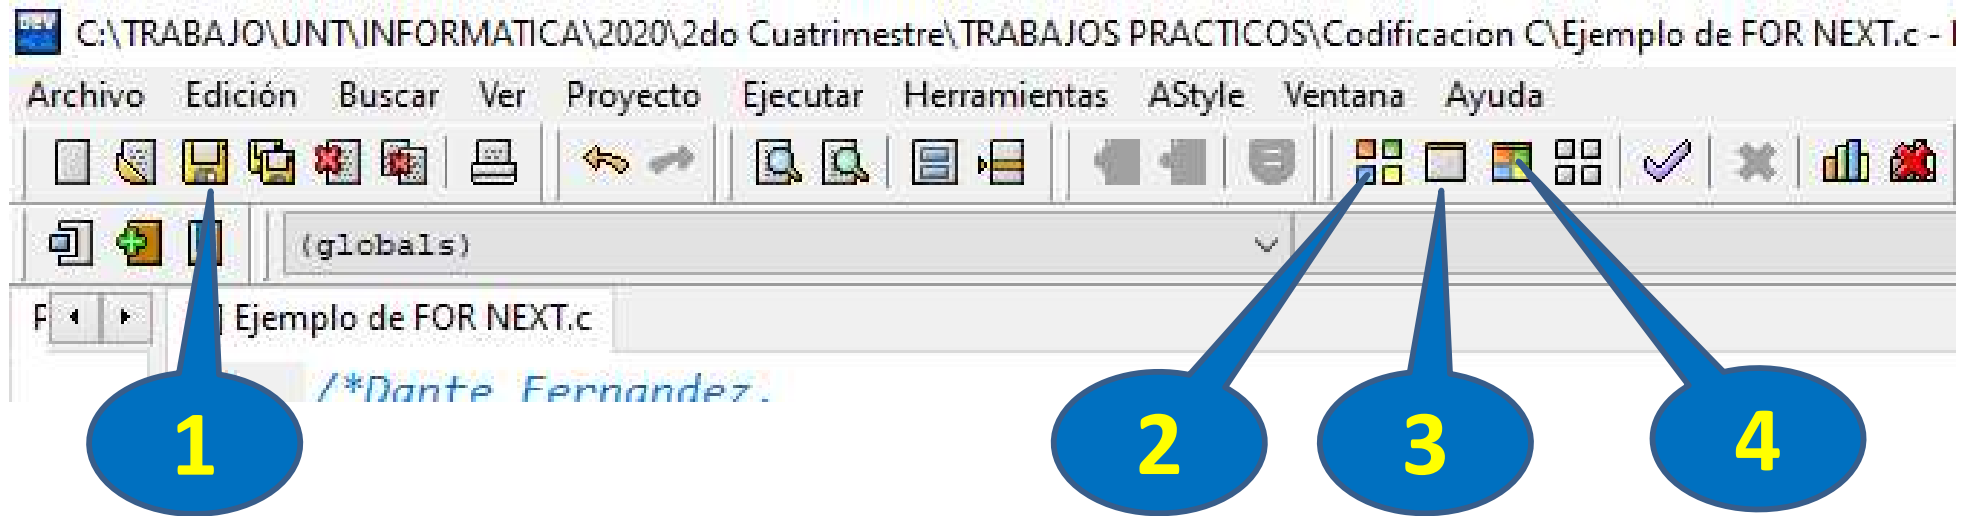 C:\TRABAJO\UNT\INFORMATICA\2020\2do Cuatrimestre\TRABAJOS PRACTICOS\Codificacion C\Ejemplo de FOR NEXT.c -
Archivo Edición Buscar Ver Proyecto Ejecutar Herramientas AStyle Ventana Ayuda
(globals)
Ejemplo de FOR NEXT.c
/*Dante Fernandez.
1 2 3 4